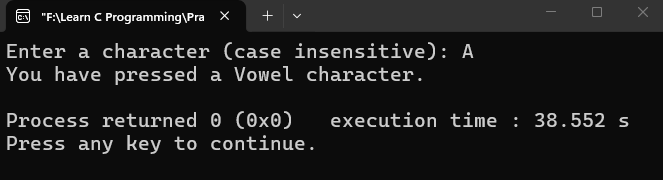 "F:\Learn C Programming\Pra
Enter a character (case insensitive): A
You have pressed a Vowel character.
Process returned 0 (0x0)   execution time : 38.552 s
Press any key to continue.